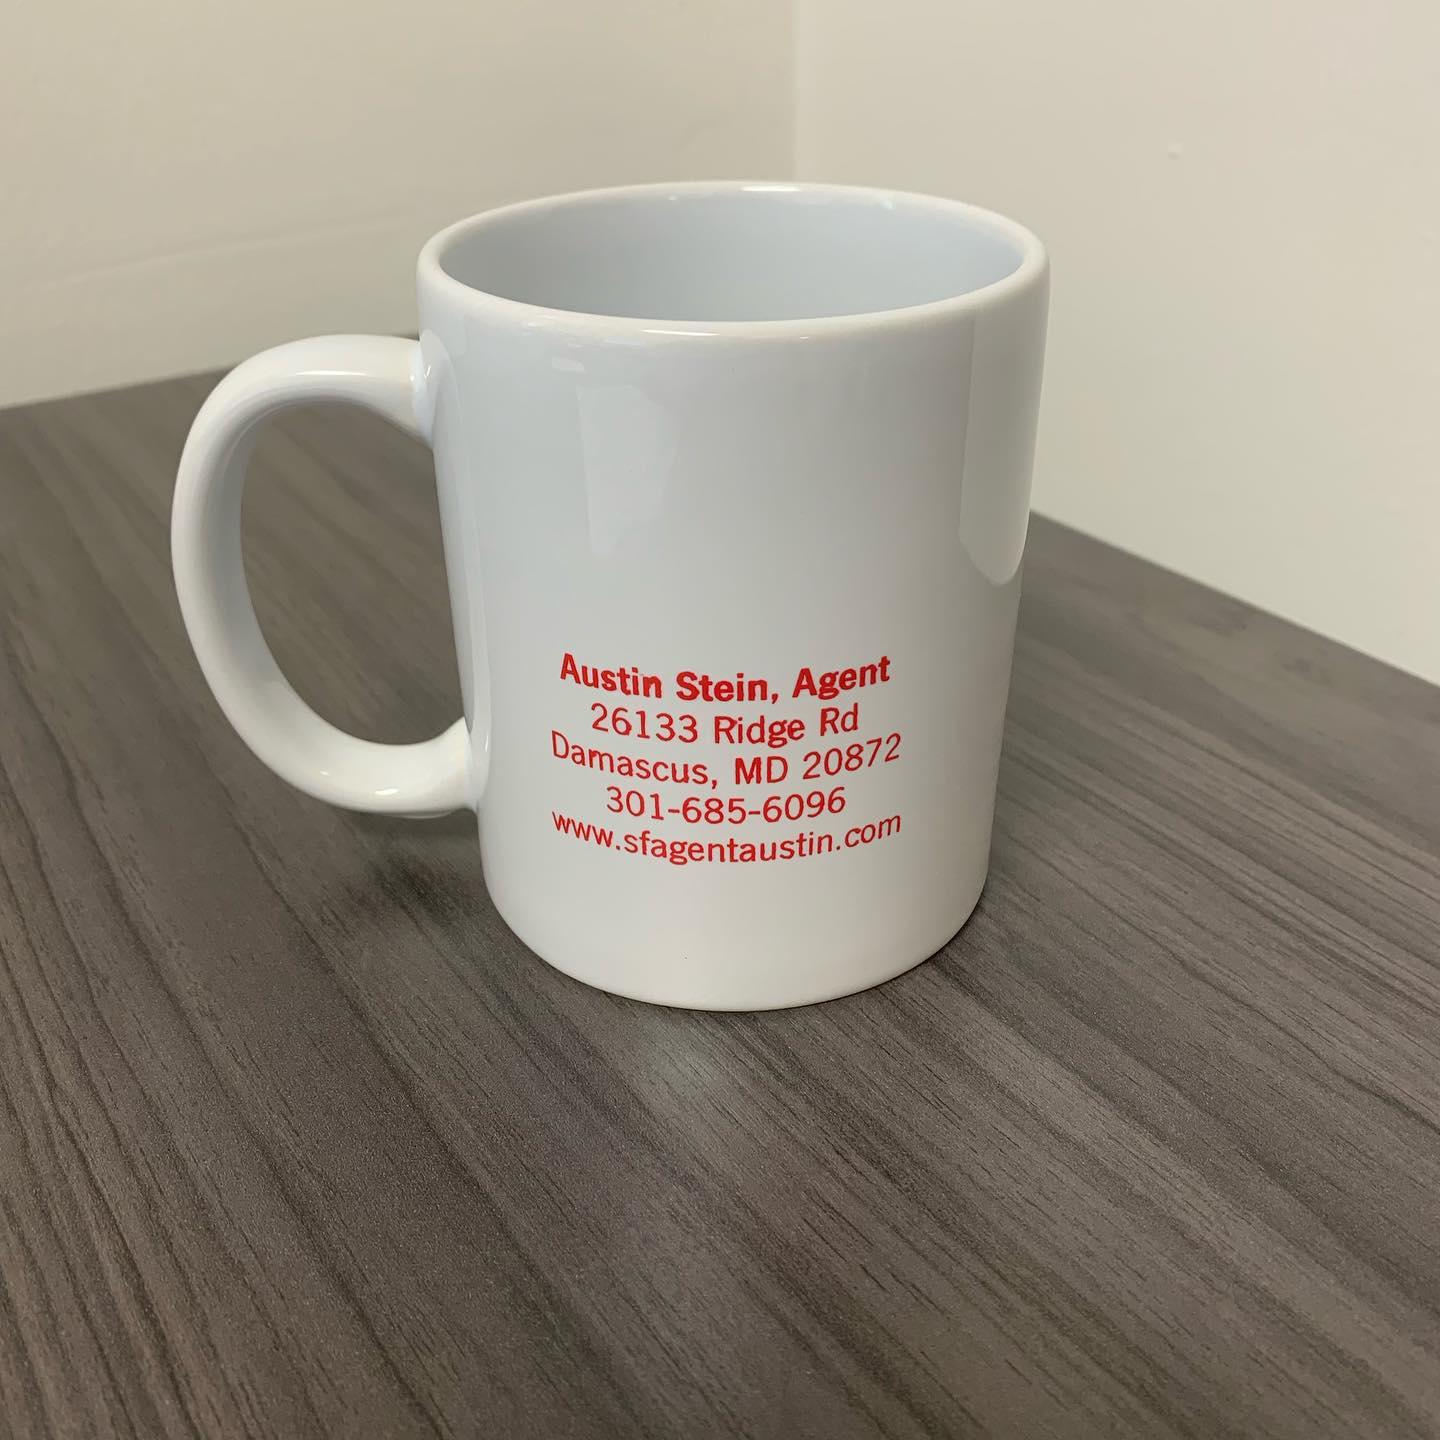 Austin Stein, Agent
26133 Ridge Rd
Damascus, MD 20872
301-685-6096
www.sfagentaustin.com